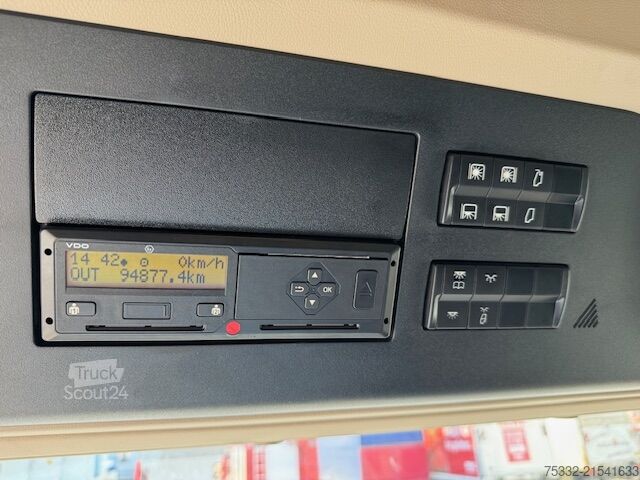 VDO
14 42 0km/h
OUT 94877.4km
OK
Truck
Scout24
75332-21541633